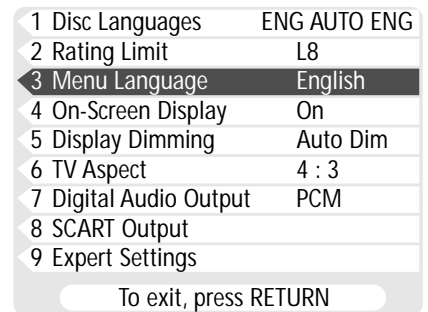 1 Disc Languages ENG AUTO ENG
2 Rating Limit L8
3 Menu Language English
4 On-Screen Display On
5 Display Dimming Auto Dim
6 TV Aspect 4 : 3
7 Digital Audio Output PCM
8 SCART Output
9 Expert Settings
To exit, press RETURN